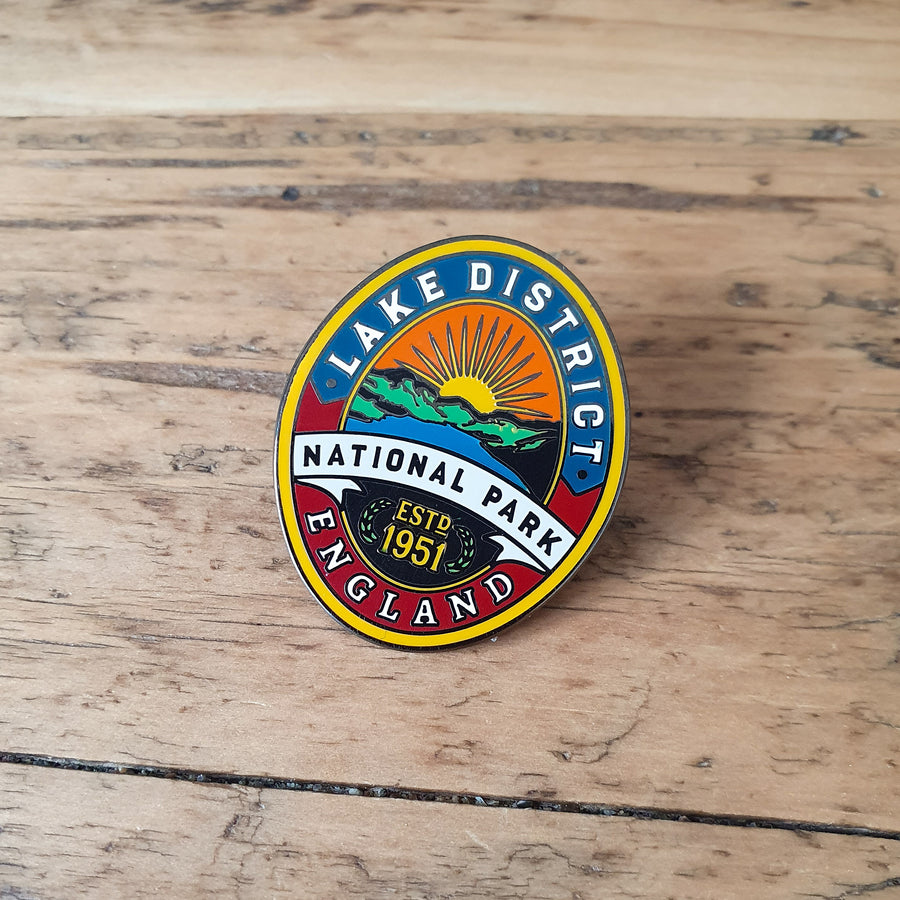 LAKE DISTRICT
NATIONAL PARK
ESTD
1951
ENGLAND